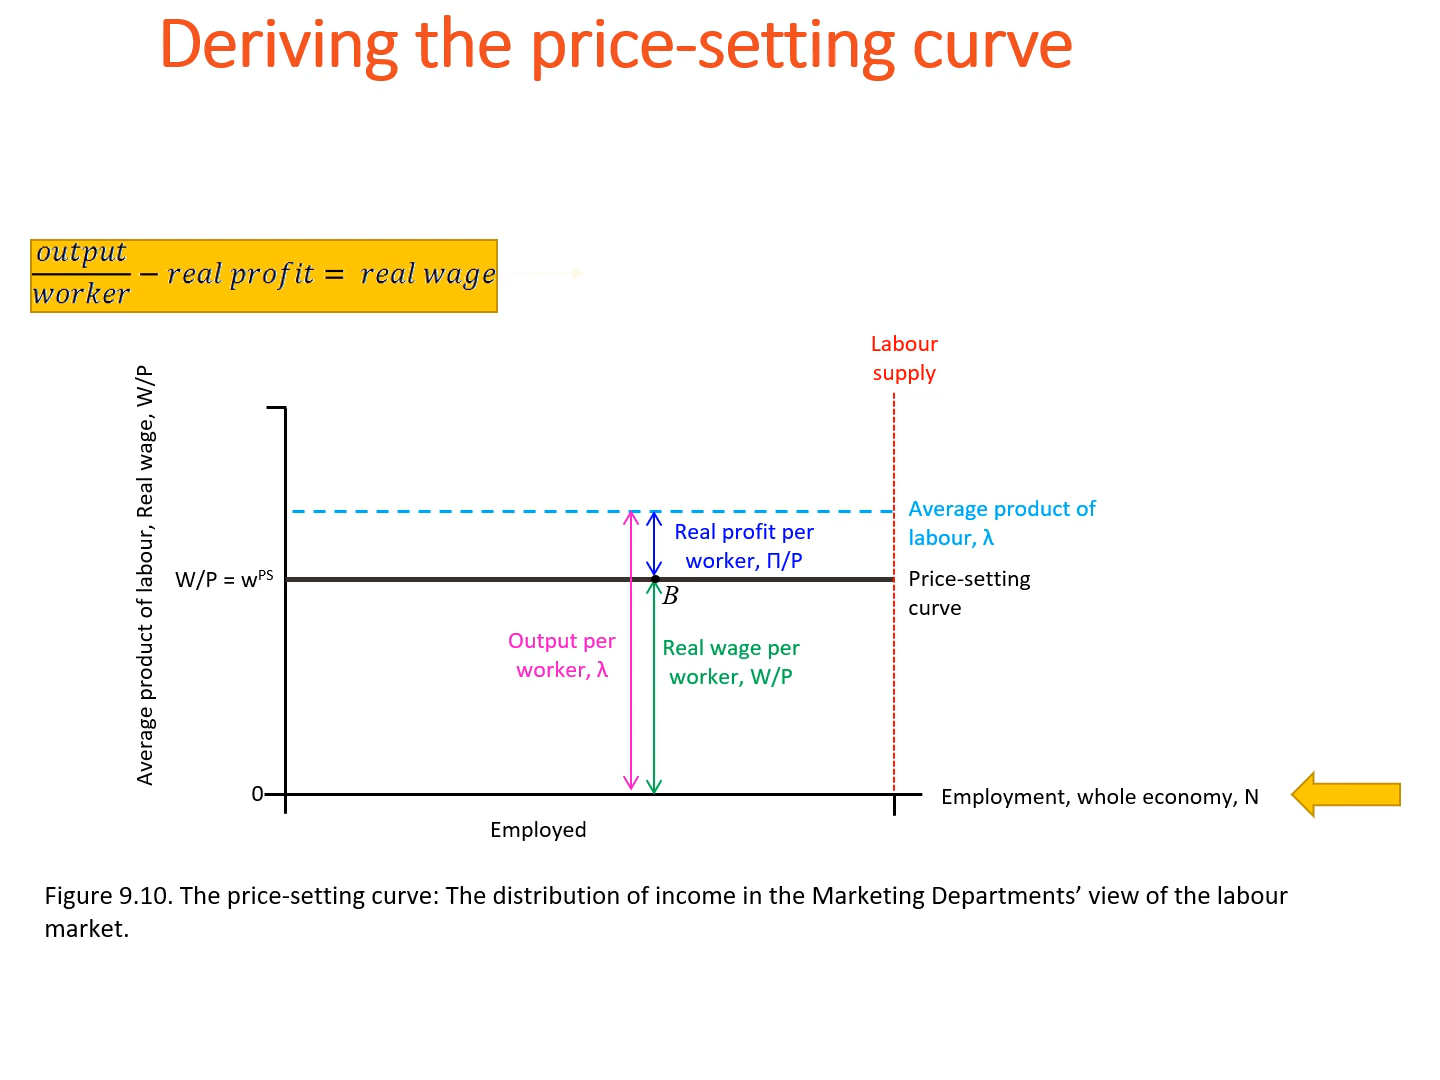 Deriving the price-setting curve
output
worker
− real profit = real wage
Labour
supply
Average product of labour, Real wage, W/P
Average product of
labour, λ
Real profit per
worker, Π/P
W/P = wPS
Price-setting
curve
B
Output per
worker, λ
Real wage per
worker, W/P
0
Employment, whole economy, N
Employed
Figure 9.10. The price-setting curve: The distribution of income in the Marketing Departments’ view of the labour
market.